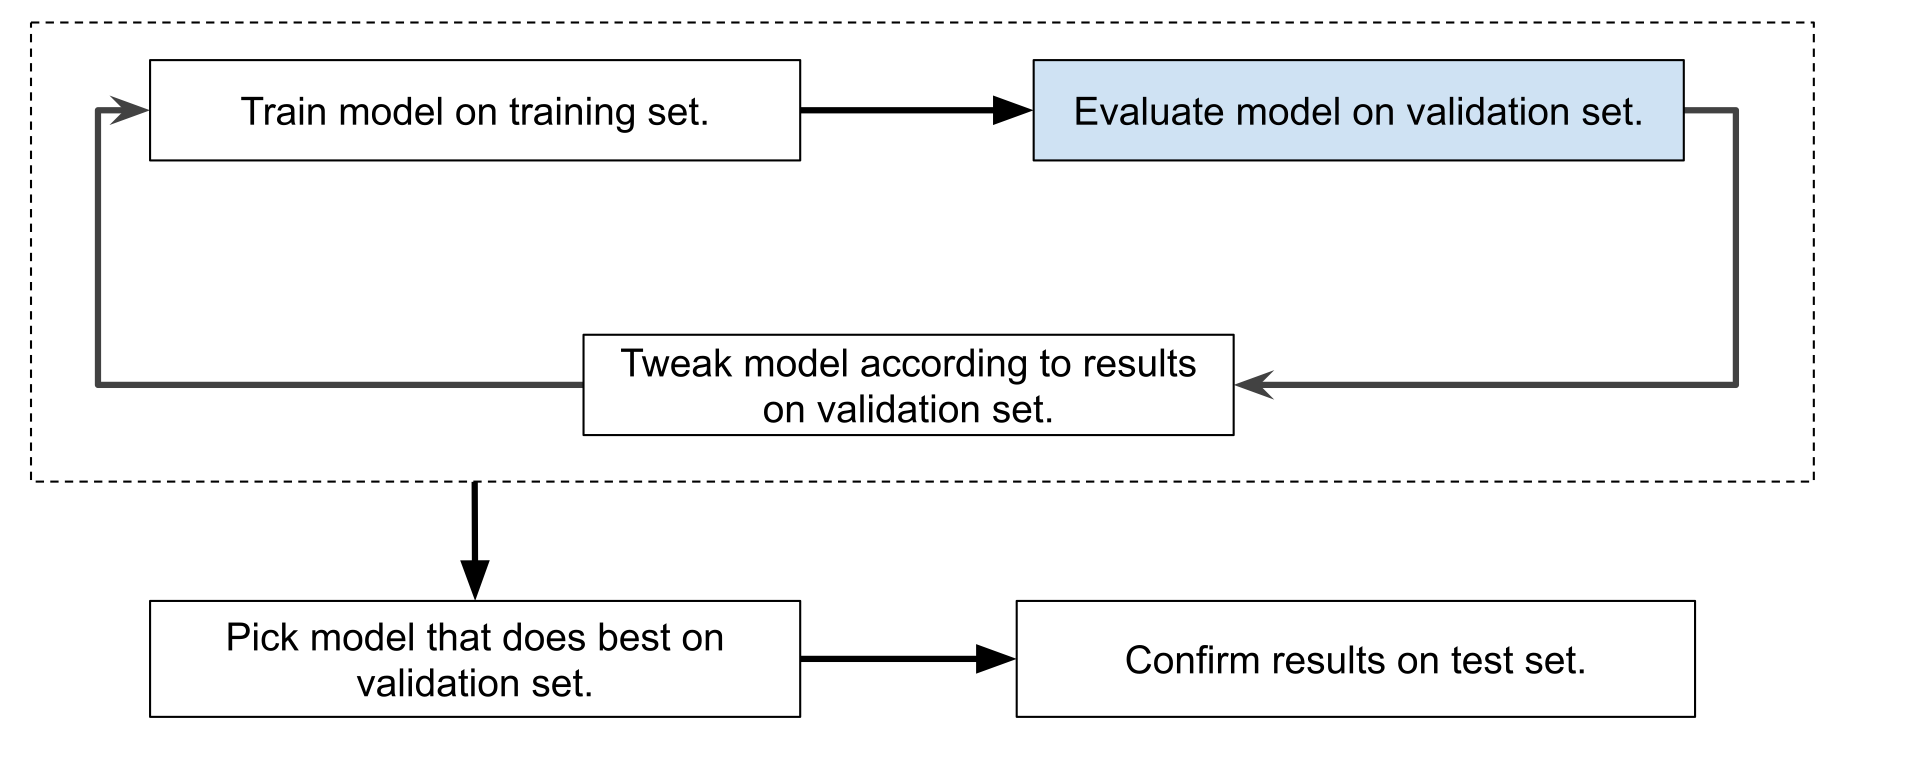 Train model on training set.
Evaluate model on validation set.
Tweak model according to results
on validation set.
Pick model that does best on
validation set.
Confirm results on test set.